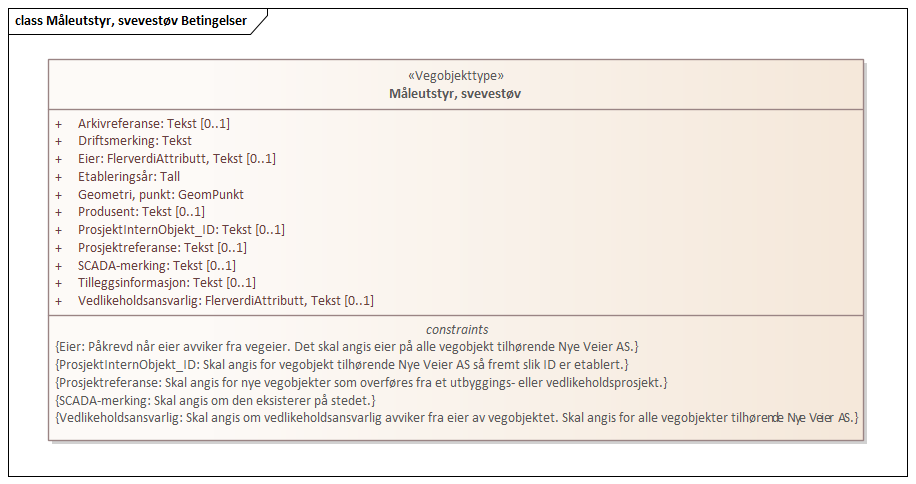 class Måleutstyr, svevestøv Betingelser
«Vegobjekttype»
Måleutstyr, svevestøv
+ Arkivreferanse: Tekst [0..1]
+ Driftsmerking: Tekst
+ Eier: FlerverdiAttributt, Tekst [0..1]
+ Etableringsår: Tall
+ Geometri, punkt: GeomPunkt
+ Produsent: Tekst [0..1]
+ ProsjektInternObjekt_ID: Tekst [0..1]
+ Prosjektreferanse: Tekst [0..1]
+ SCADA-merking: Tekst [0..1]
+ Tilleggsinformasjon: Tekst [0..1]
+ Vedlikeholdsansvarlig: FlerverdiAttributt, Tekst [0..1]
constraints
{Eier: Påkrevd når eier avviker fra vegeier. Det skal angis eier på alle vegobjekt tilhørende Nye Veier AS.}
{ProsjektInternObjekt_ID: Skal angis for vegobjekt tilhørende Nye Veier AS så fremt slik ID er etablert.}
{Prosjektreferanse: Skal angis for nye vegobjekter som overføres fra et utbyggings- eller vedlikeholdsprosjekt.}
{SCADA-merking: Skal angis om den eksisterer på stedet.}
{Vedlikeholdsansvarlig: Skal angis om vedlikeholdsansvarlig avviker fra eier av vegobjektet. Skal angis for alle vegobjekter tilhørende Nye Veier AS.}